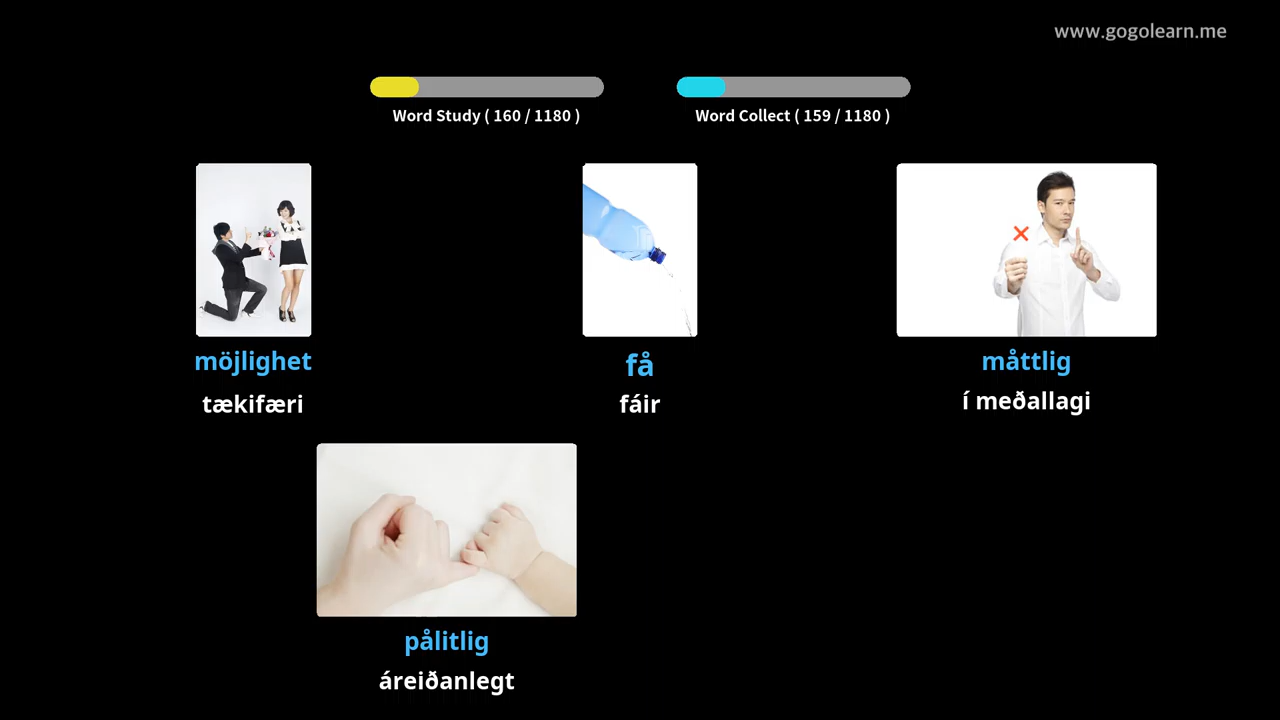 www.gogolearn.me
Word Study ( 160 / 1180 )
Word Collect ( 159 / 1180 )
möjlighet
tækifæri
få
fáir
måttlig
í meðallagi
pålitlig
áreiðanlegt